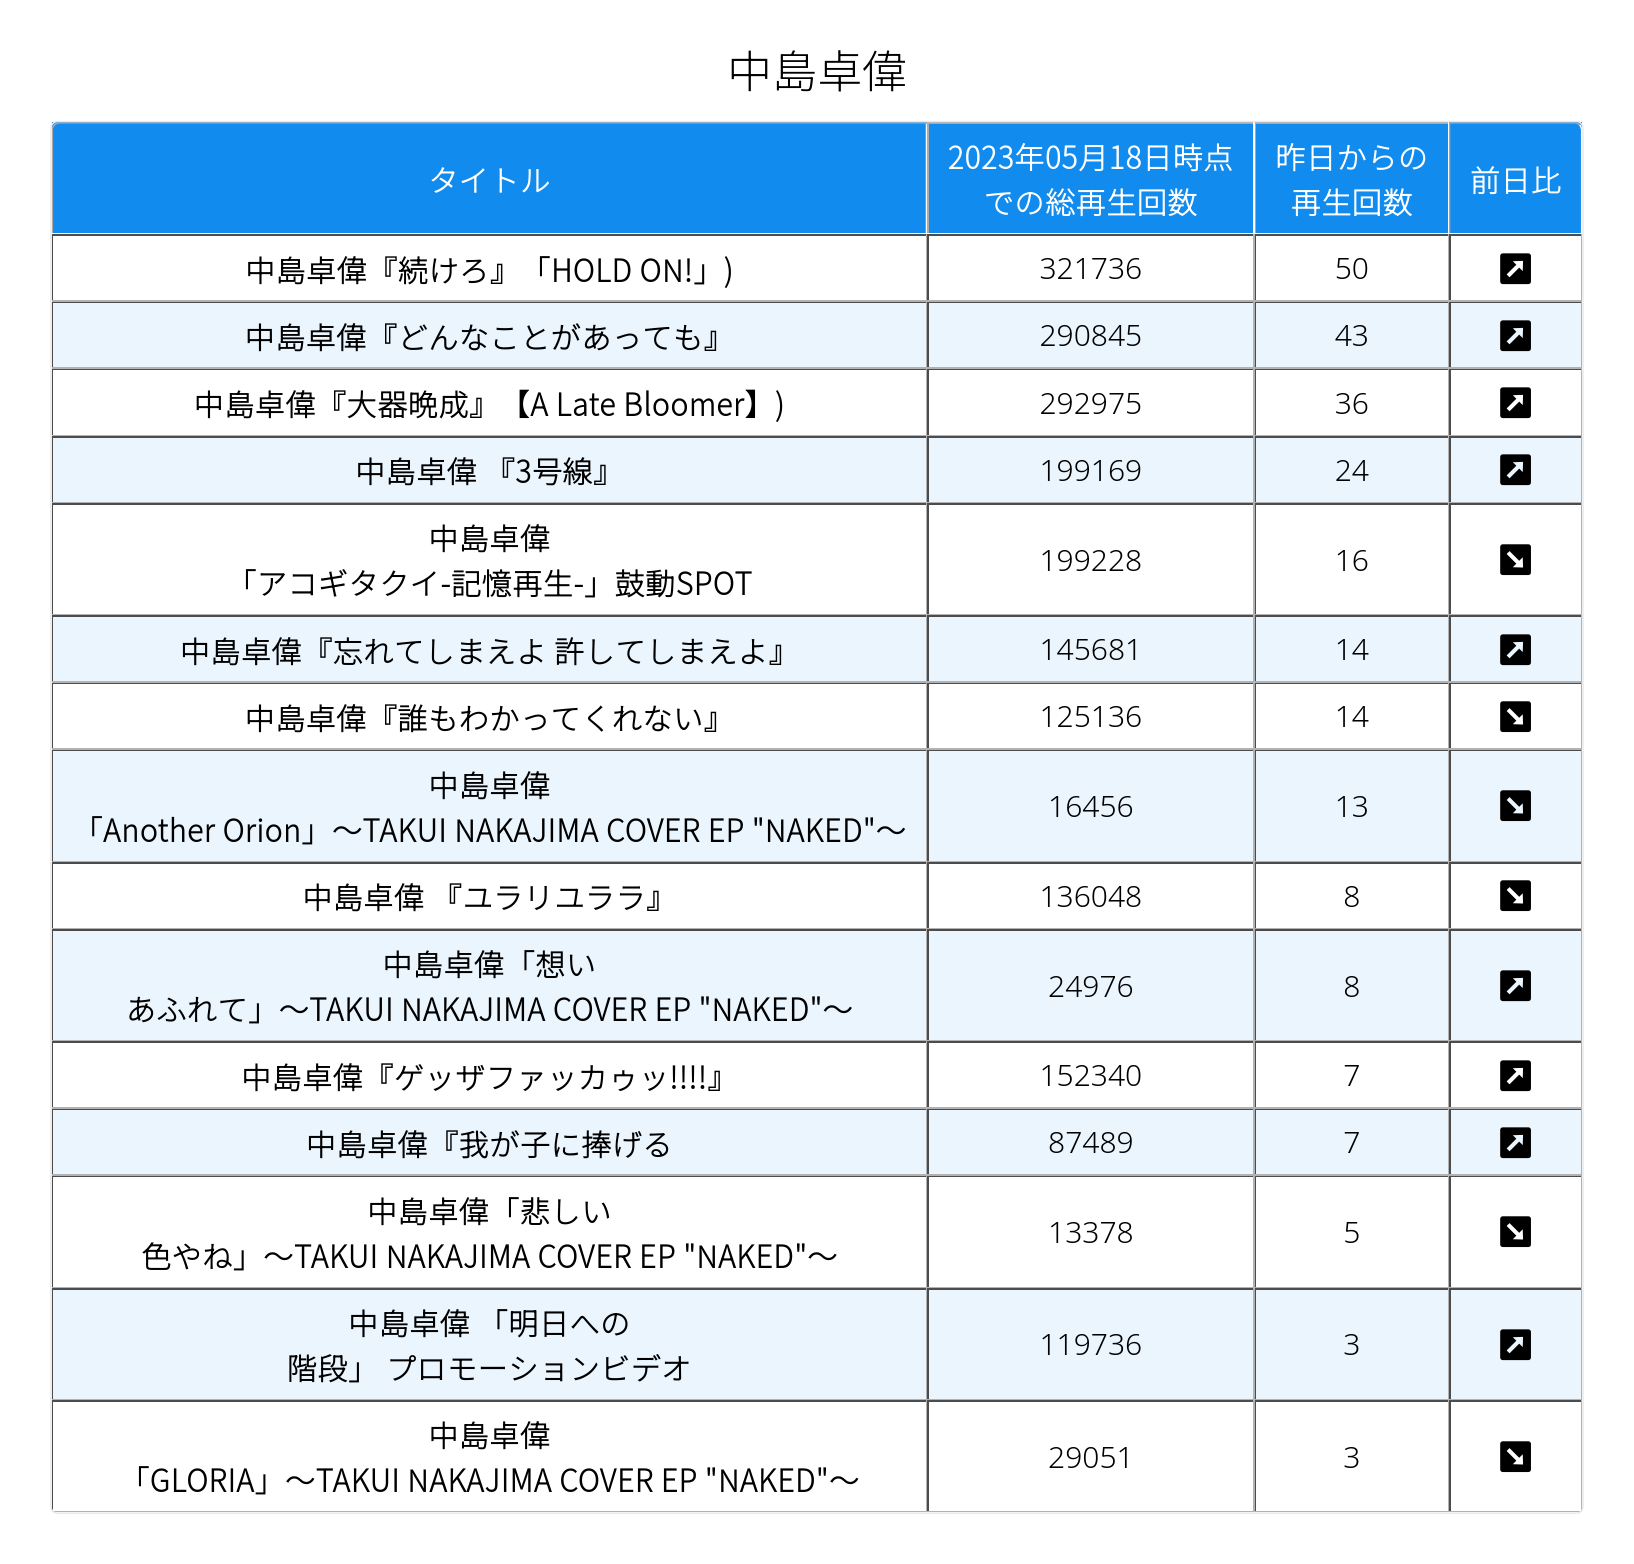 中島卓偉
タイトル
2023年05月18日時点
での総再生回数
昨日からの
再生回数
前日比
中島卓偉『続けろ』「HOLD ON!」)
321736
50
中島卓偉『どんなことがあっても』
290845
43
中島卓偉『大器晩成』【A Late Bloomer】)
292975
36
中島卓偉 『3号線』
199169
24
中島卓偉
「アコギタクイ-記憶再生-」鼓動SPOT
199228
16
中島卓偉『忘れてしまえよ 許してしまえよ』
145681
14
中島卓偉『誰もわかってくれない』
125136
14
中島卓偉
「Another Orion」～TAKUI NAKAJIMA COVER EP "NAKED"～
16456
13
中島卓偉 『ユラリユララ』
136048
8
中島卓偉「想い
あふれて」～TAKUI NAKAJIMA COVER EP "NAKED"～
24976
8
中島卓偉『ゲッザファッカゥッ!!!!』
152340
7
中島卓偉『我が子に捧げる
87489
7
中島卓偉「悲しい
色やね」～TAKUI NAKAJIMA COVER EP "NAKED"～
13378
5
中島卓偉 「明日への
階段」 プロモーションビデオ
119736
3
中島卓偉
「GLORIA」～TAKUI NAKAJIMA COVER EP "NAKED"～
29051
3